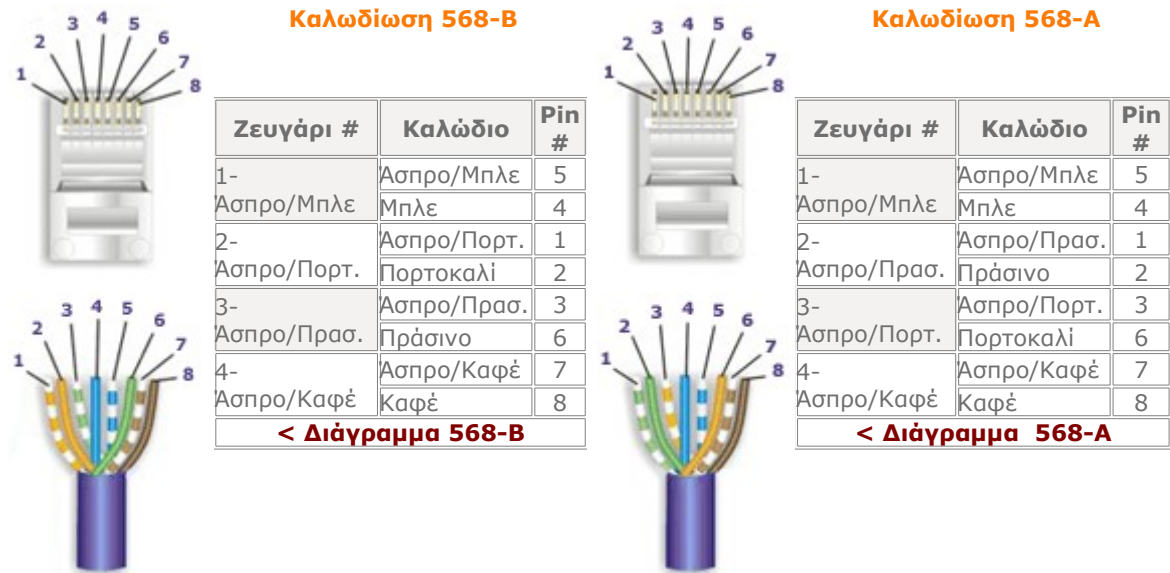 Καλωδίωση 568-B
1 2 3 4 5 6 7 8
Ζευγάρι # Καλώδιο Pin #
1- Άσπρο/Μπλε Άσπρο/Μπλε 5
Μπλε 4
2- Άσπρο/Πορτ. Άσπρο/Πορτ. 1
Πορτοκαλί 2
3- Άσπρο/Πρασ. Άσπρο/Πρασ. 3
Πράσινο 6
4- Άσπρο/Καφέ Άσπρο/Καφέ 7
Καφέ 8
< Διάγραμμα 568-B
1 2 3 4 5 6 7 8
Καλωδίωση 568-A
1 2 3 4 5 6 7 8
Ζευγάρι # Καλώδιο Pin #
1- Άσπρο/Μπλε Άσπρο/Μπλε 5
Μπλε 4
2- Άσπρο/Πρασ. Άσπρο/Πρασ. 1
Πράσινο 2
3- Άσπρο/Πορτ. Άσπρο/Πορτ. 3
Πορτοκαλί 6
4- Άσπρο/Καφέ Άσπρο/Καφέ 7
Καφέ 8
< Διάγραμμα 568-A
1 2 3 4 5 6 7 8